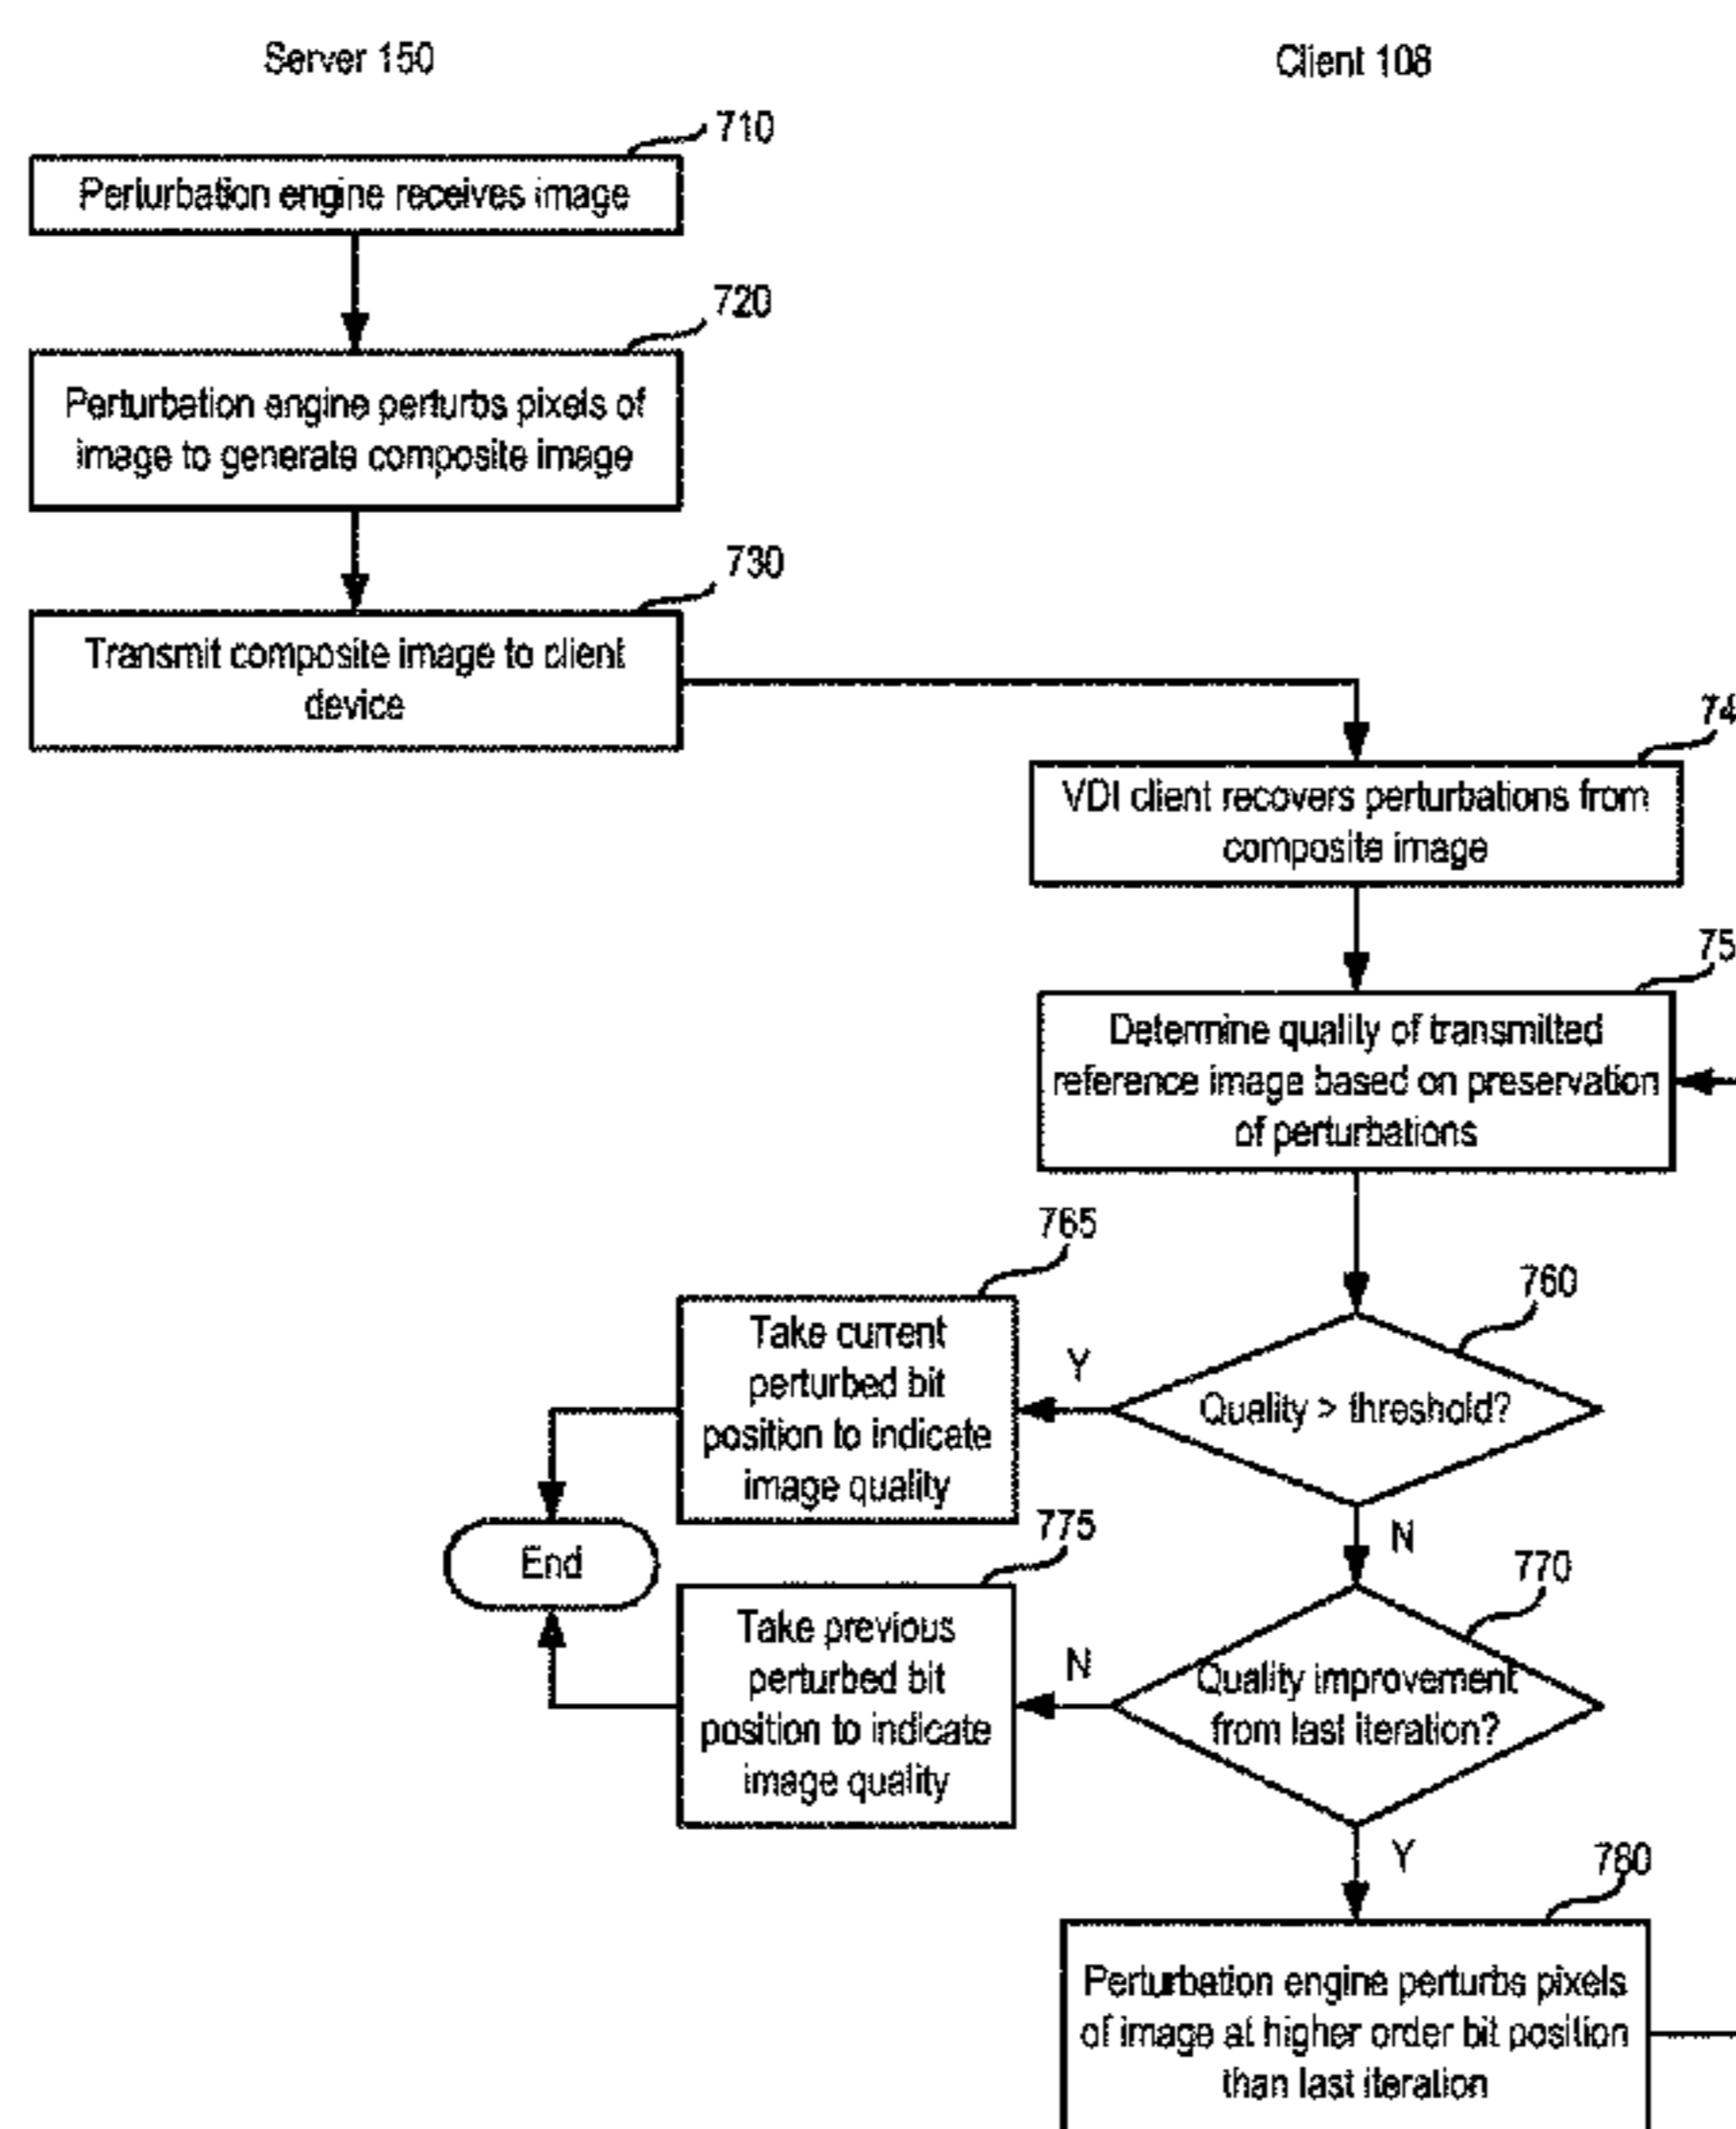 Server 150
Client 108
710
Perturbation engine receives image
720
Perturbation engine perturbs pixels of
image to generate composite image
730
Transmit composite image to client
device
74
VDI client recovers perturbations from
composite image
75
Determine quality of transmitted
reference image based on preservation
of perturbations
765
Take current
perturbed bit
position to indicate
image quality
Y
760
Quality > threshold?
N
End
775
Take previous
perturbed bit
position to indicate
image quality
N
770
Quality improvement
from last iteration?
Y
780
Perturbation engine perturbs pixels
of image at higher order bit position
than last iteration